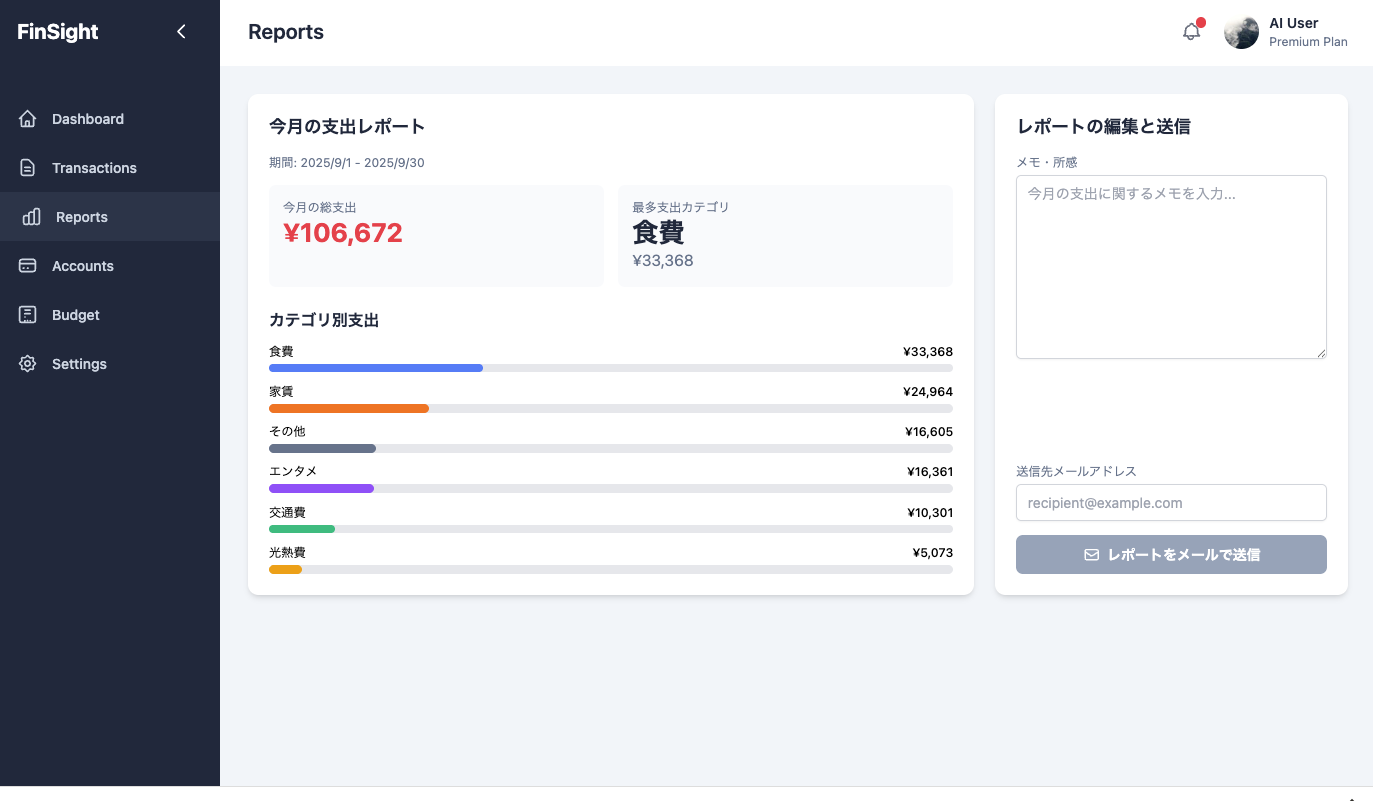 FinSight
Reports
AI User
Premium Plan
Dashboard
Transactions
Reports
Accounts
Budget
Settings
今月の支出レポート
期間: 2025/9/1 - 2025/9/30
今月の総支出
¥106,672
最多支出カテゴリ
食費
¥33,368
カテゴリ別支出
食費 ¥33,368
家賃 ¥24,964
その他 ¥16,605
エンタメ ¥16,361
交通費 ¥10,301
光熱費 ¥5,073
レポートの編集と送信
メモ・所感
今月の支出に関するメモを入力...
送信先メールアドレス
recipient@example.com
レポートをメールで送信